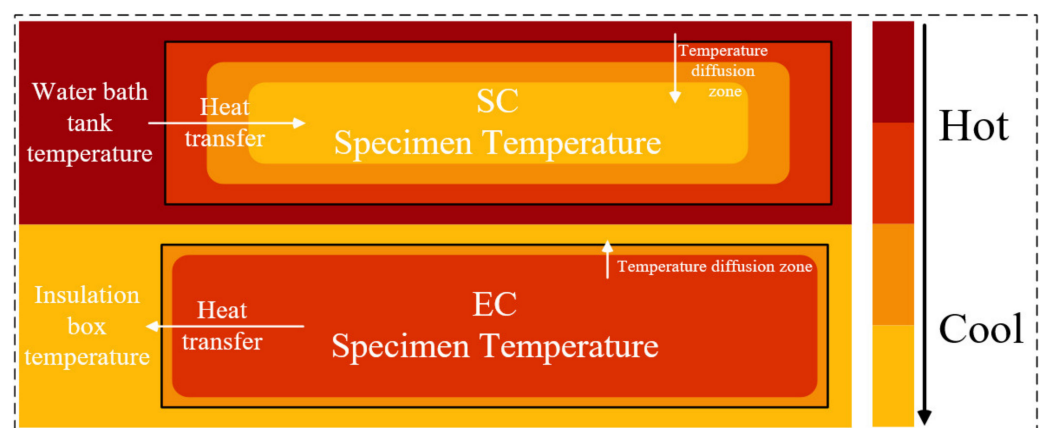 Water bath
tank
temperature
Heat
transfer
SC
Specimen Temperature
Temperature
diffusion
zone
Insulation
box
temperature
Heat
transfer
EC
Specimen Temperature
Temperature diffusion zone
Hot
Cool